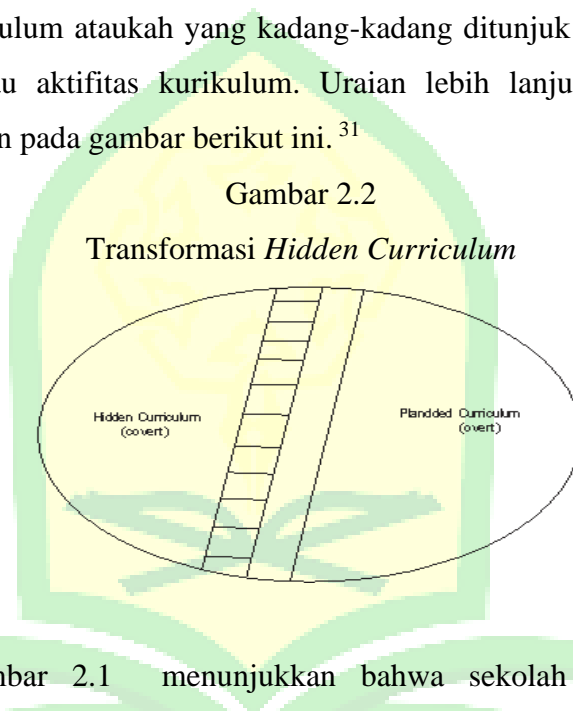 ulum ataukah yang kadang-kadang ditunjuk
u aktifitas kurikulum. Uraian lebih lanju
n pada gambar berikut ini. 31
Gambar 2.2
Transformasi Hidden Curriculum
Hidden Curriculum
(covert)
Plandded Curriculum
(overt)
mbar 2.1 menunjukkan bahwa sekolah